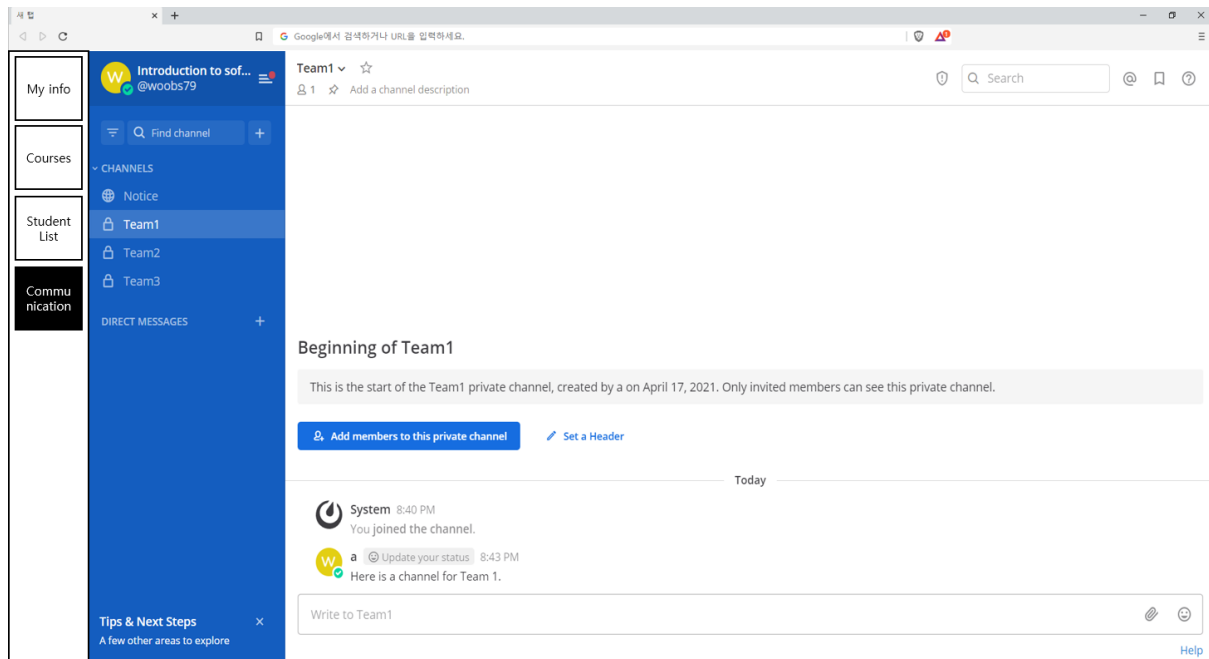 새 탭
Google에서 검색하거나 URL을 입력하세요.
My info
Courses
Student
List
Commu
nication
W
Introduction to sof...
@woobs79
Find channel
CHANNELS
Notice
Team1
Team2
Team3
DIRECT MESSAGES
Tips & Next Steps
A few other areas to explore
Team1
1
Add a channel description
Search
Beginning of Team1
This is the start of the Team1 private channel, created by a on April 17, 2021. Only invited members can see this private channel.
Add members to this private channel
Set a Header
Today
System 8:40 PM
You joined the channel.
W
a Update your status 8:43 PM
Here is a channel for Team 1.
Write to Team1
Help